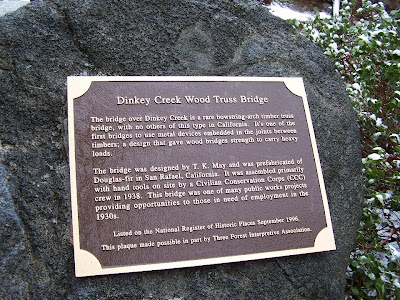 Dinkey Creek Wood Truss Bridge
The bridge over Dinkey Creek is a rare bowstring-arch timber truss
bridge, with no others of this type in California. It's one of the
first bridges to use metal devices embedded in the joints between
timbers; a design that gave wood bridges strength to carry heavy
loads.
The bridge was designed by T. K. May and was prefabricated of
Douglas-fir in San Rafael, California. It was assembled primarily
with hand tools on site by a Civilian Conservation Corps (CCC)
crew in 1938. This bridge was one of many public works projects
providing opportunities to those in need of employment in the
1930s.
Listed on the National Register of Historic Places September 1996.
This plaque made possible in part by Three Forest Interpretive Association.